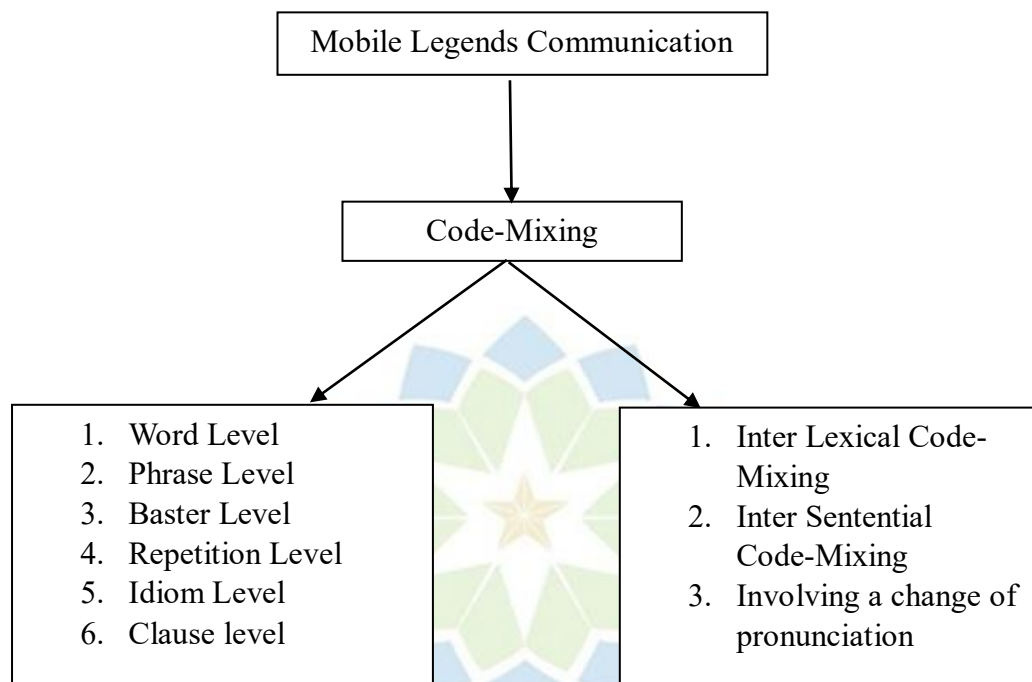 Mobile Legends Communication
Code-Mixing
1. Word Level
2. Phrase Level
3. Baster Level
4. Repetition Level
5. Idiom Level
6. Clause level
1. Inter Lexical Code-
Mixing
2. Inter Sentential
Code-Mixing
3. Involving a change of
pronunciation